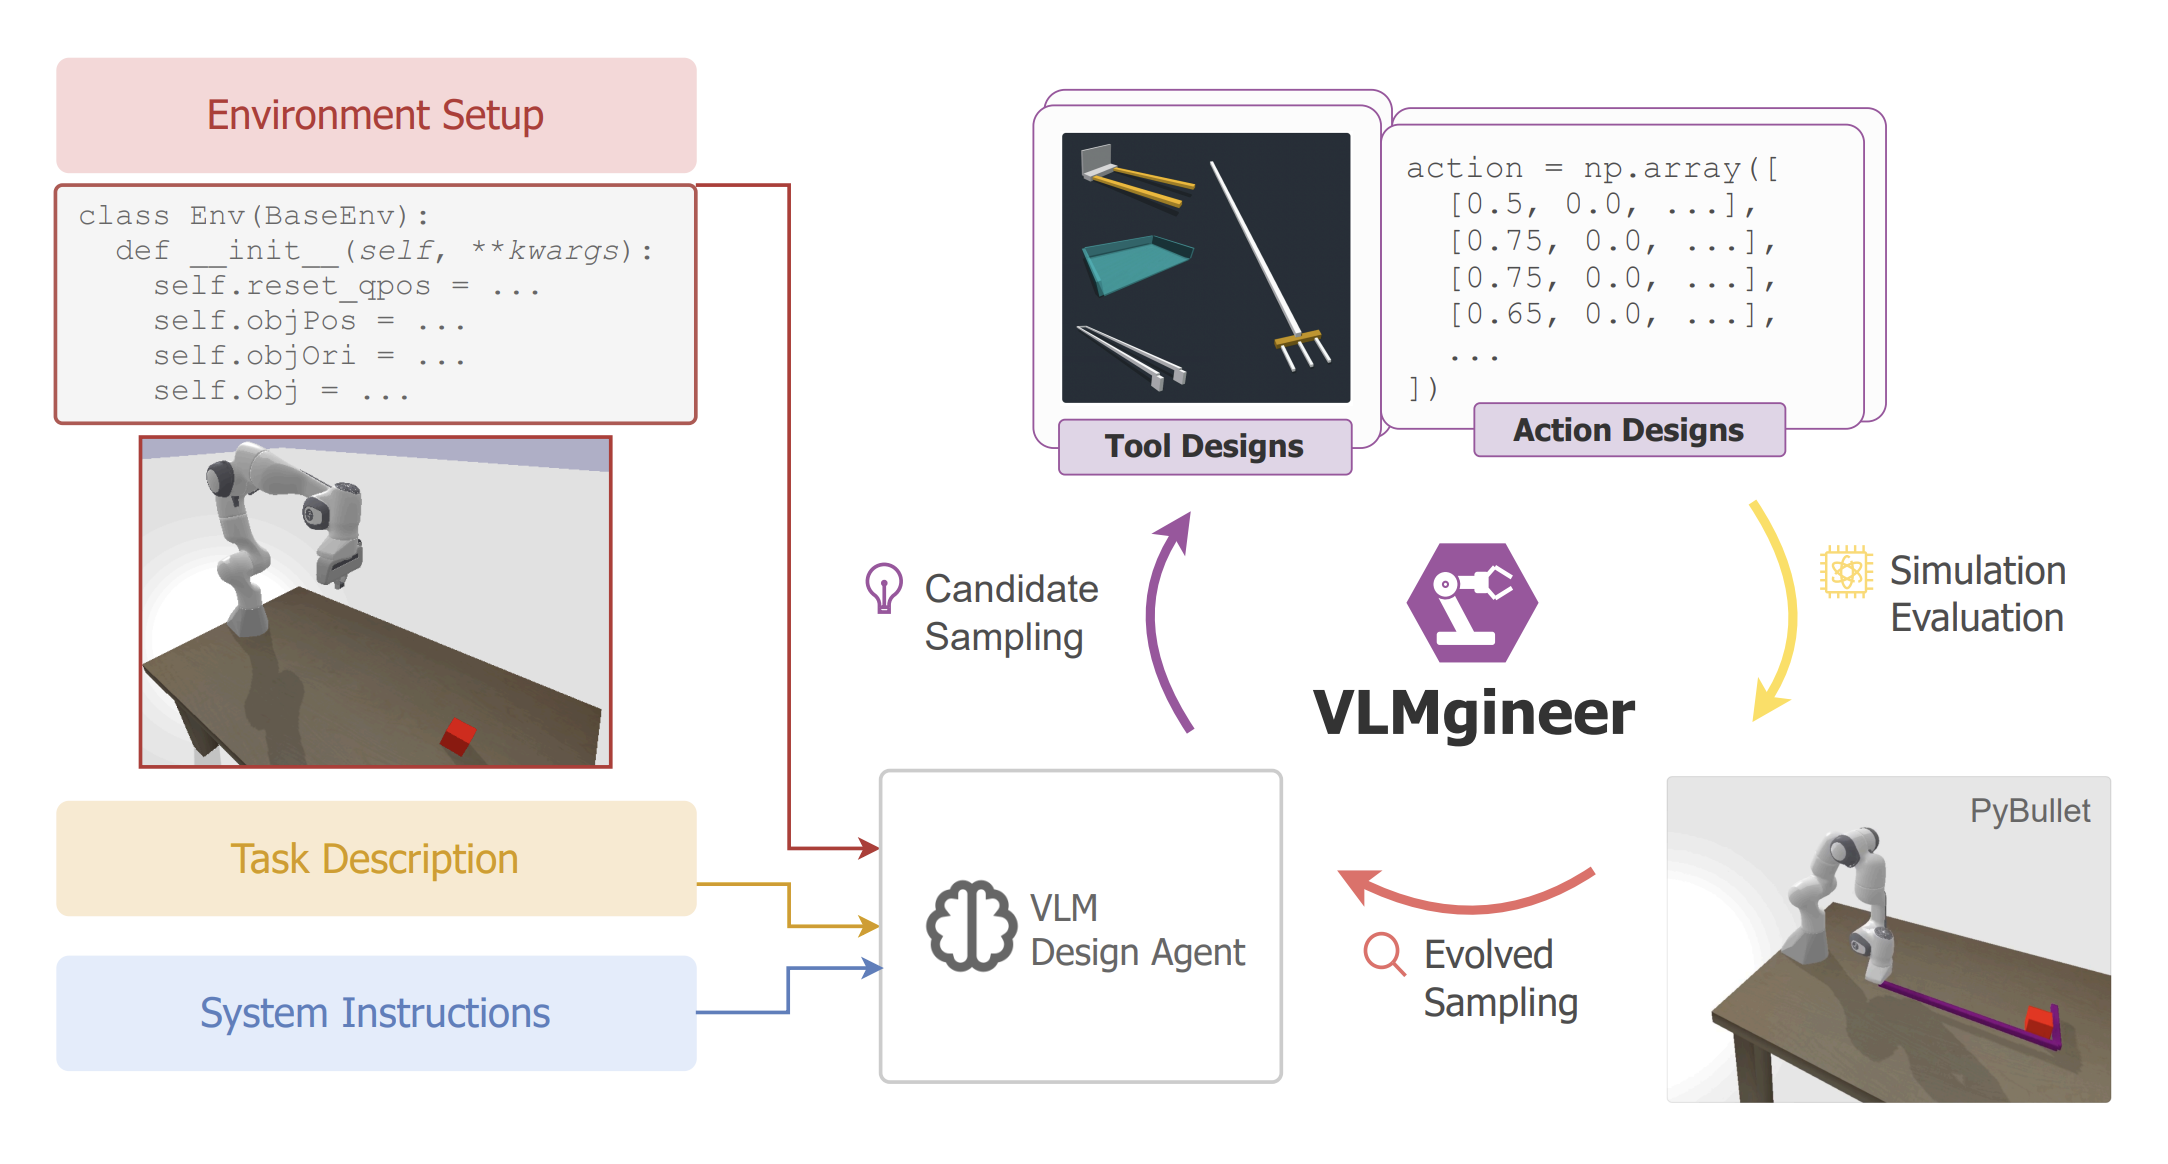 Environment Setup
class Env(BaseEnv):
  def __init__(self, **kwargs):
    self.reset_qpos = ...
    self.objPos = ...
    self.objOri = ...
    self.obj = ...
Task Description
System Instructions
action = np.array([
  [0.5, 0.0, ...],
  [0.75, 0.0, ...],
  [0.75, 0.0, ...],
  [0.65, 0.0, ...],
  ...
])
Tool Designs
Action Designs
Candidate
Sampling
VLMgineer
Simulation
Evaluation
VLM
Design Agent
Evolved
Sampling
PyBullet